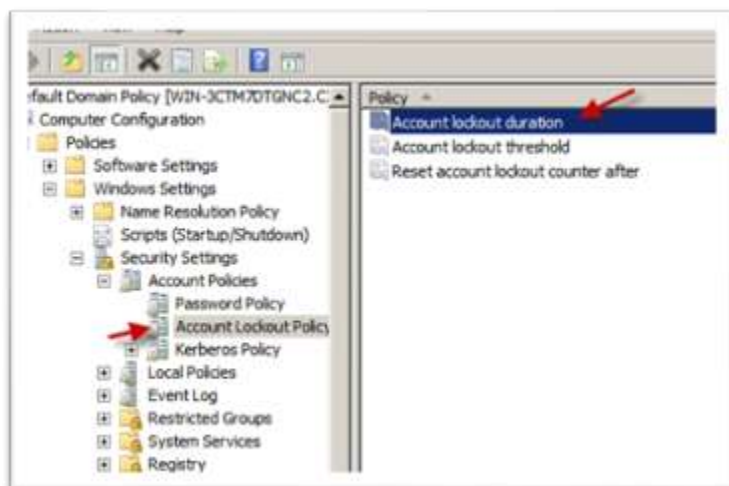 fault Domain Policy [WIN-3CTM7DTGNC2.C
Computer Configuration
Policies
Software Settings
Windows Settings
Name Resolution Policy
Scripts (Startup/Shutdown)
Security Settings
Account Policies
Password Policy
Account Lockout Policy
Kerberos Policy
Local Policies
Event Log
Restricted Groups
System Services
Registry
Policy
Account lockout duration
Account lockout threshold
Reset account lockout counter after